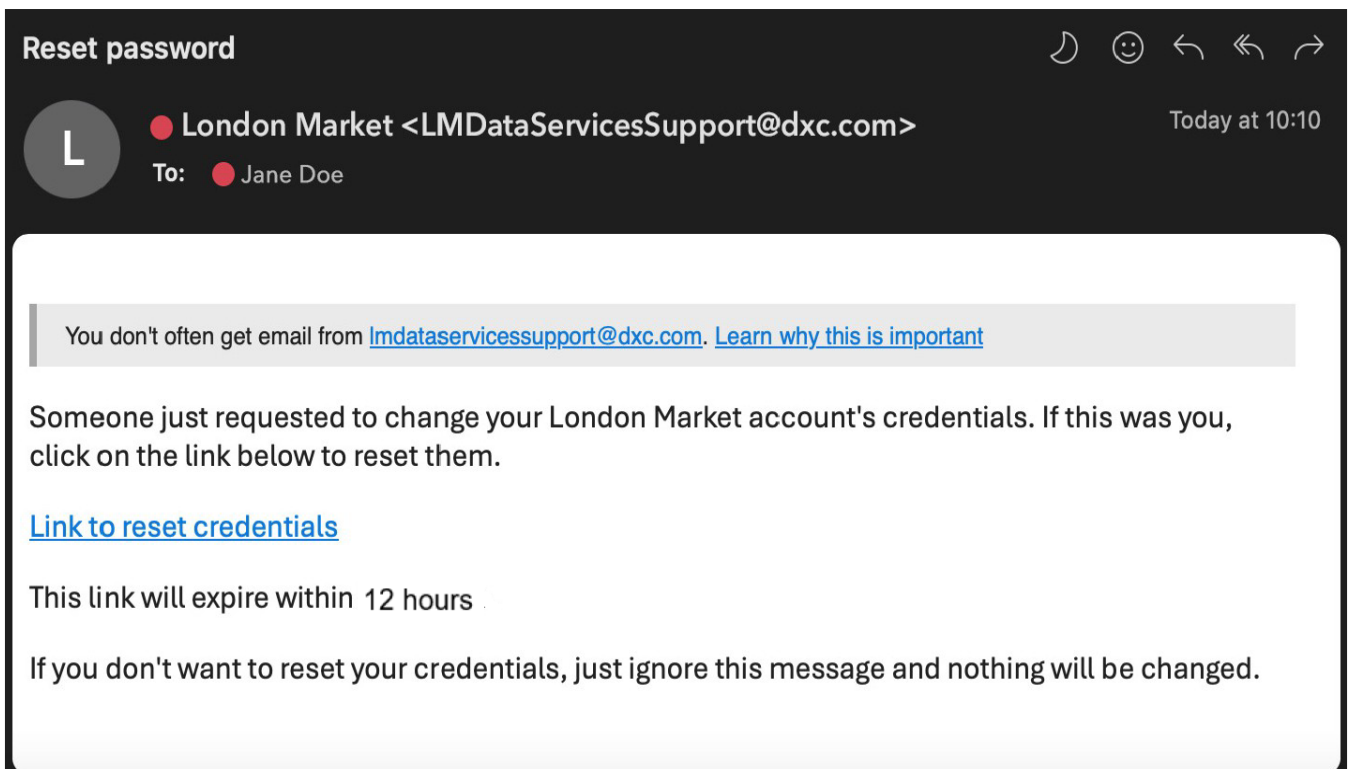 Reset password
London Market <LMDataServicesSupport@dxc.com>
Today at 10:10
L
To: Jane Doe
You don't often get email from lmdataservicessupport@dxc.com. Learn why this is important
Someone just requested to change your London Market account's credentials. If this was you,
click on the link below to reset them.
Link to reset credentials
This link will expire within 12 hours
If you don't want to reset your credentials, just ignore this message and nothing will be changed.